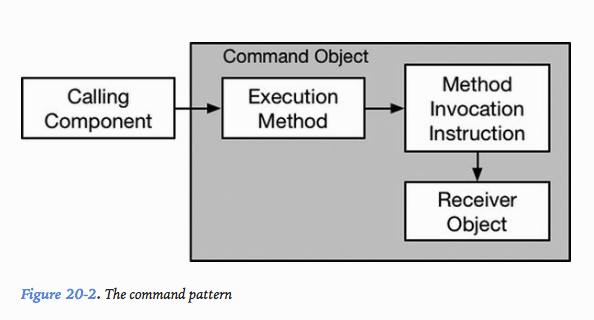 Command Object
Calling
Component
Execution
Method
Method
Invocation
Instruction
Receiver
Object
Figure 20-2. The command pattern